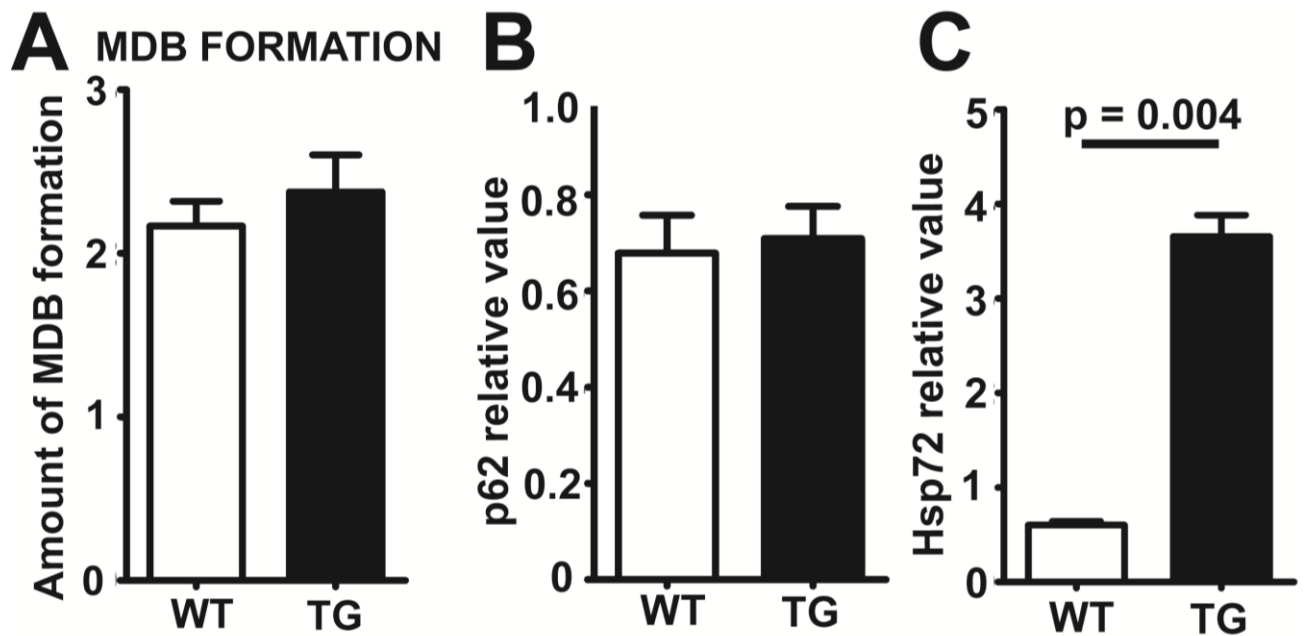 A MDB FORMATION
Amount of MDB formation
3
2
1
0
WT TG
B
p62 relative value
1.0
0.8
0.6
0.4
0.2
0
WT TG
C
Hsp72 relative value
5
4
3
2
1
0
p = 0.004
WT TG